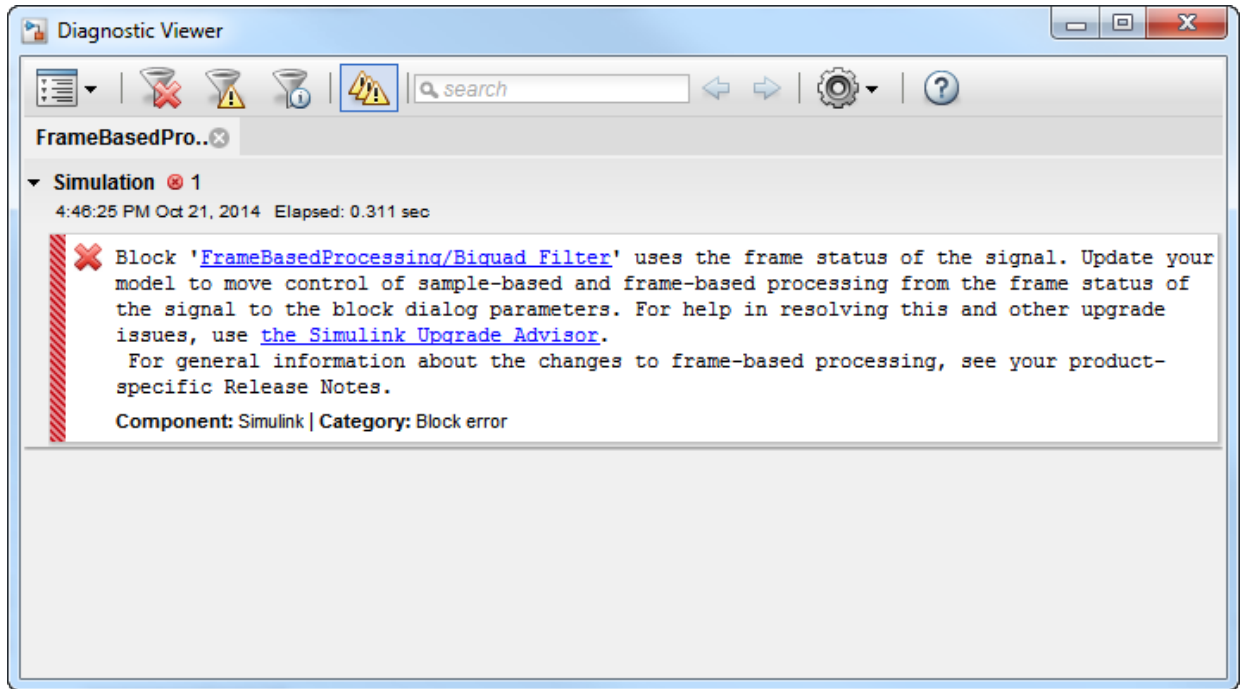 Diagnostic Viewer
search
FrameBasedPro..
Simulation 1
4:46:25 PM Oct 21, 2014 Elapsed: 0.311 sec
Block 'FrameBasedProcessing/Biquad Filter' uses the frame status of the signal. Update your
model to move control of sample-based and frame-based processing from the frame status of
the signal to the block dialog parameters. For help in resolving this and other upgrade
issues, use the Simulink Upgrade Advisor.
For general information about the changes to frame-based processing, see your product-
specific Release Notes.
Component: Simulink | Category: Block error